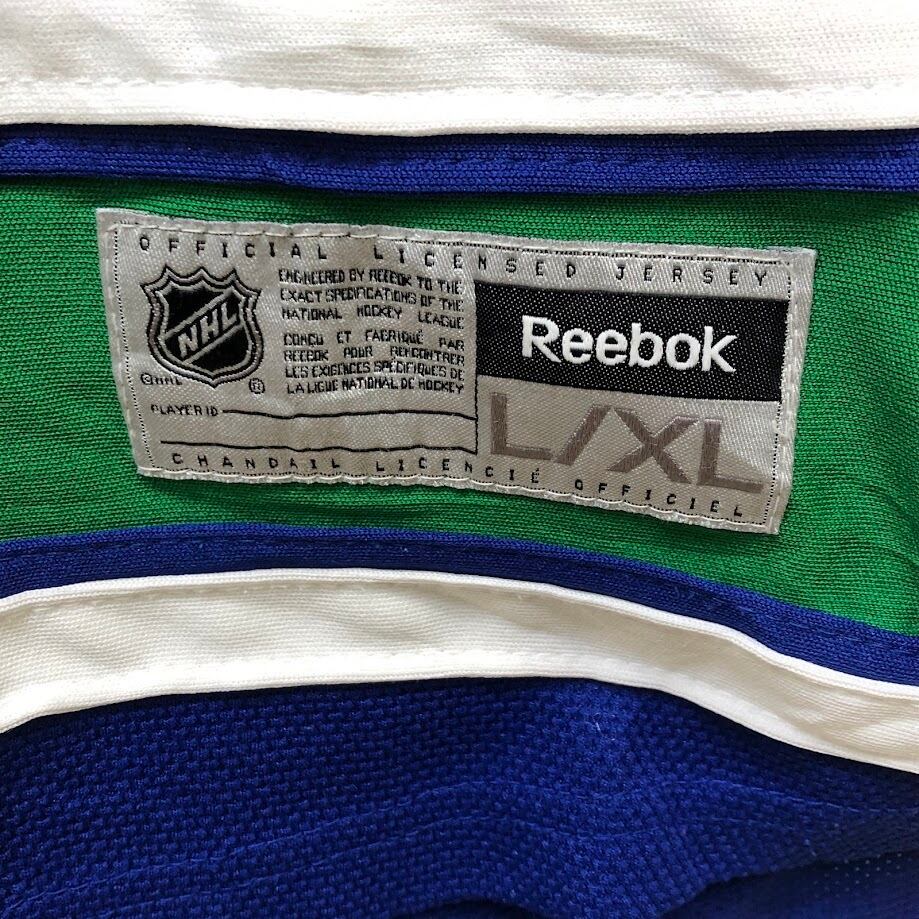 OFFICIAL LICENSED JERSEY
NHL
ENGINEERED BY REEBOK TO THE
EXACT SPECIFICATIONS OF THE
NATIONAL HOCKEY LEAGUE
CONÇU ET FABRIQUÉ PAR
REEBOK POUR RENCONTRER
LES EXIGENCES SPÉCIFIQUES DE
LA LIGUE NATIONAL DE HOCKEY
©NHL ®
PLAYER ID
Reebok
L/XL
CHANDAIL LICENCIÉ OFFICIEL